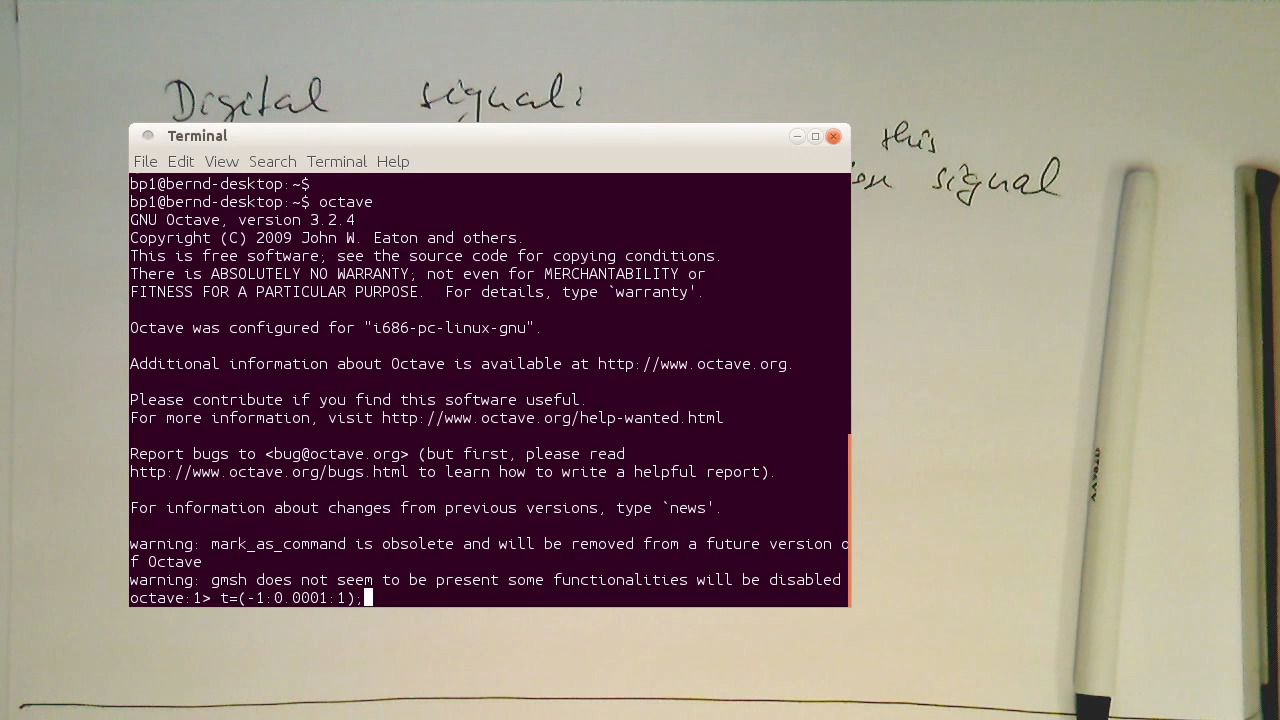 Digital signal:
this
signal
Terminal
File Edit View Search Terminal Help
bp1@bernd-desktop:~$
bp1@bernd-desktop:~$ octave
GNU Octave, version 3.2.4
Copyright (C) 2009 John W. Eaton and others.
This is free software; see the source code for copying conditions.
There is ABSOLUTELY NO WARRANTY; not even for MERCHANTABILITY or
FITNESS FOR A PARTICULAR PURPOSE.  For details, type `warranty'.
Octave was configured for "i686-pc-linux-gnu".
Additional information about Octave is available at http://www.octave.org.
Please contribute if you find this software useful.
For more information, visit http://www.octave.org/help-wanted.html
Report bugs to <bug@octave.org> (but first, please read
http://www.octave.org/bugs.html to learn how to write a helpful report).
For information about changes from previous versions, type `news'.
warning: mark_as_command is obsolete and will be removed from a future version o
f Octave
warning: gmsh does not seem to be present some functionalities will be disabled
octave:1> t=(-1:0.0001:1);